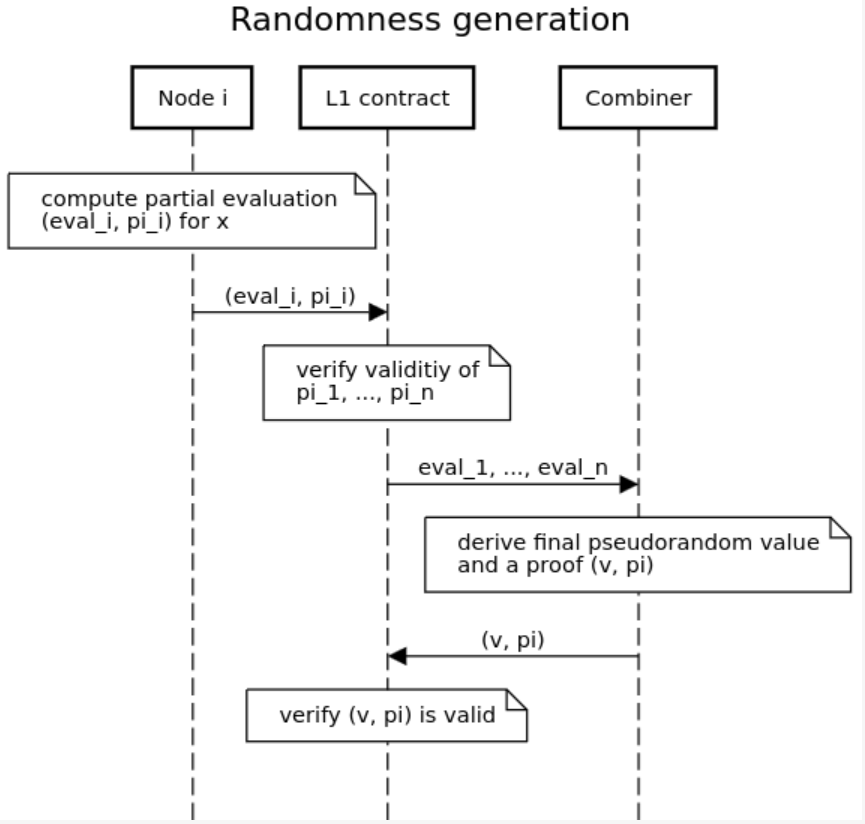 Randomness generation
Node i
L1 contract
Combiner
compute partial evaluation
(eval_i, pi_i) for x
(eval_i, pi_i)
verify validitiy of
pi_1, ..., pi_n
eval_1, ..., eval_n
derive final pseudorandom value
and a proof (v, pi)
(v, pi)
verify (v, pi) is valid